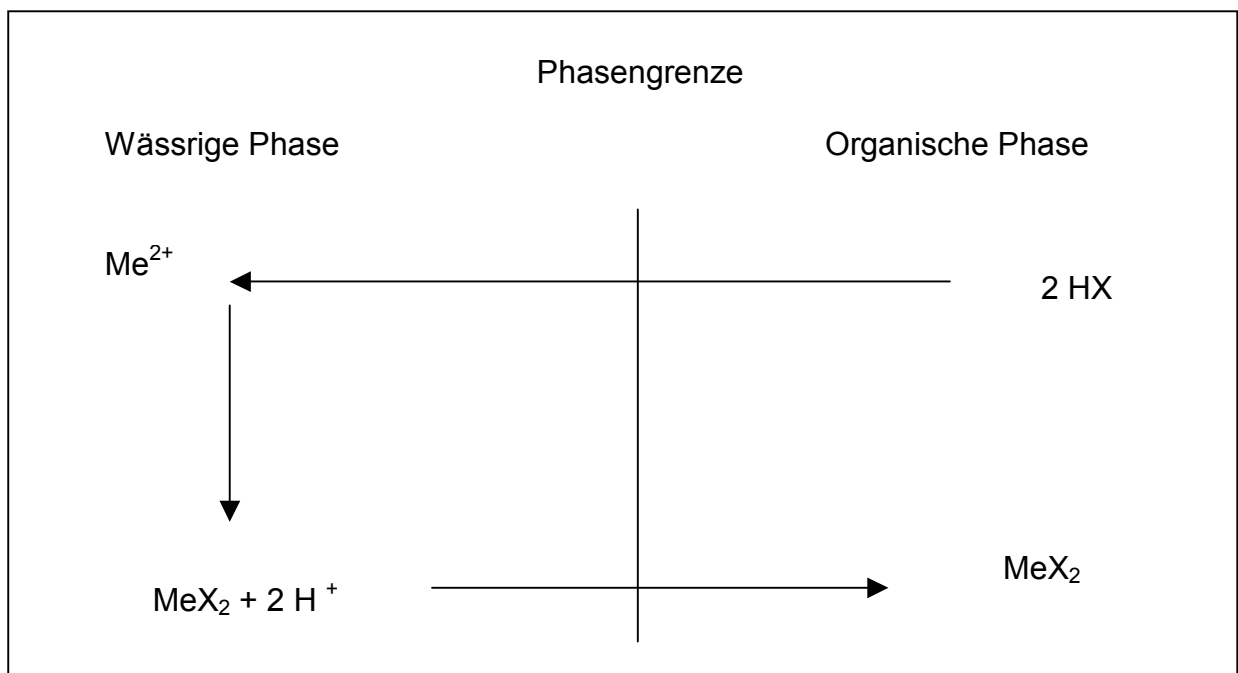 Phasengrenze
Wässrige Phase Organische Phase
Me²⁺ 2 HX
MeX₂ + 2 H ⁺ MeX₂